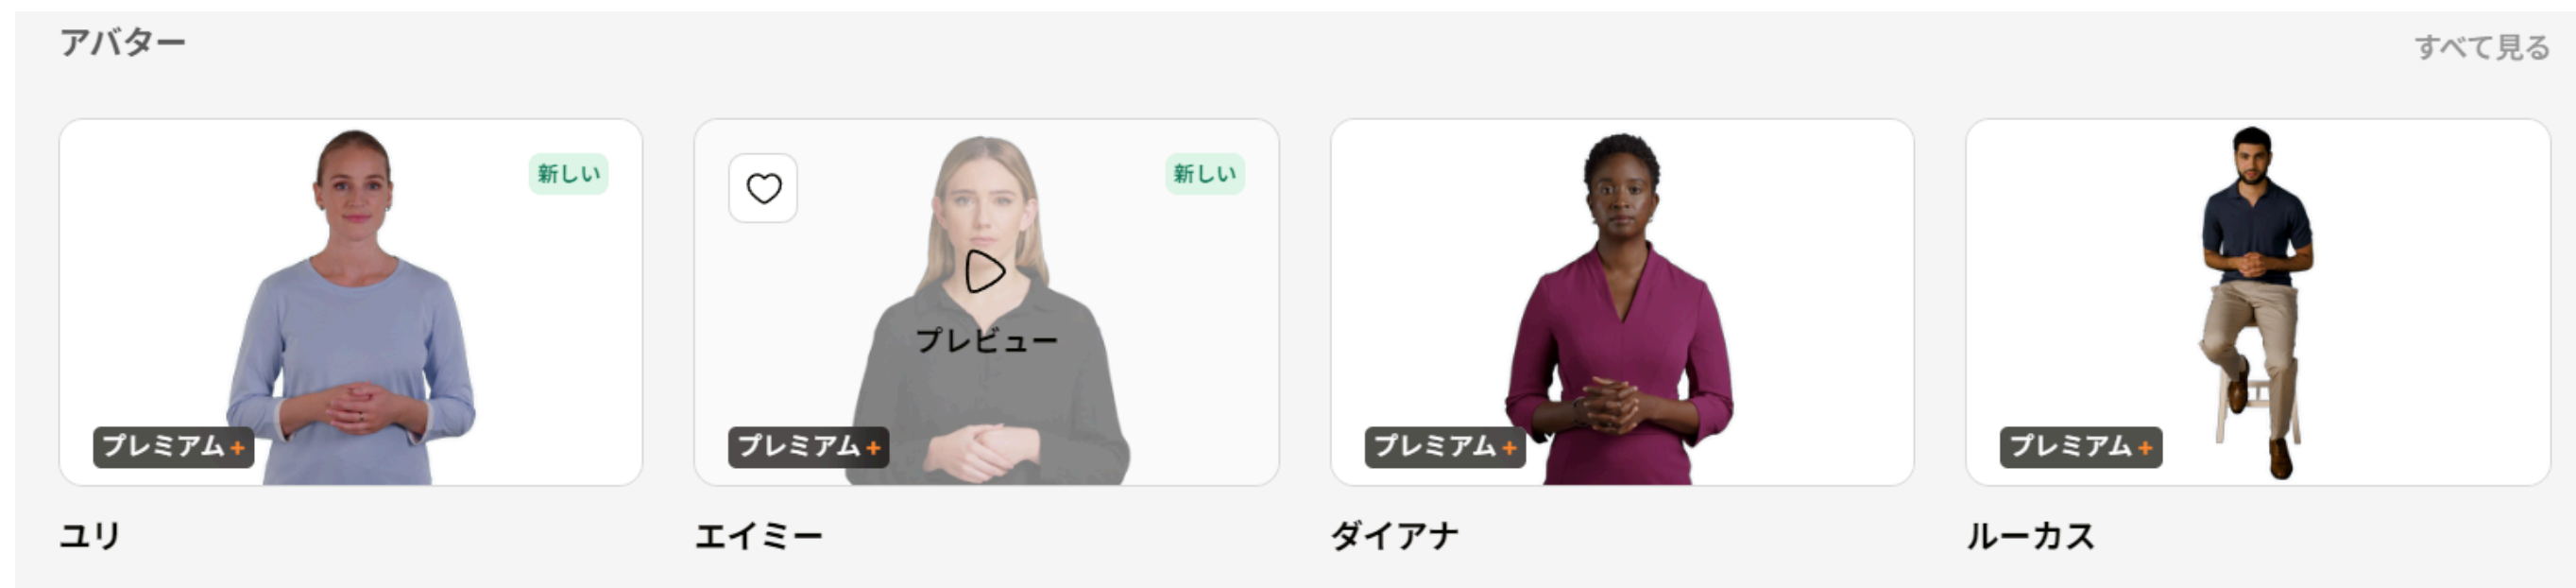 アバター
すべて見る
新しい
プレミアム+
ユリ
新しい
プレビュー
プレミアム+
エイミー
プレミアム+
ダイアナ
プレミアム+
ルーカス